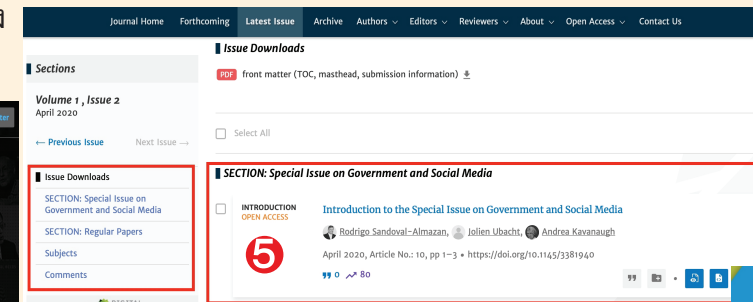 Journal Home Forthcoming Latest Issue Archive Authors Editors Reviewers About Open Access Contact Us
Sections
Volume 1 , Issue 2
April 2020
← Previous Issue Next Issue →
Issue Downloads
SECTION: Special Issue on
Government and Social Media
SECTION: Regular Papers
Subjects
Comments
Issue Downloads
PDF front matter (TOC, masthead, submission information)
Select All
SECTION: Special Issue on Government and Social Media
INTRODUCTION
OPEN ACCESS
5
Introduction to the Special Issue on Government and Social Media
Rodrigo Sandoval-Almazan, Jolien Ubacht, Andrea Kavanaugh
April 2020, Article No.: 10, pp 1–3 • https://doi.org/10.1145/3381940
0 80